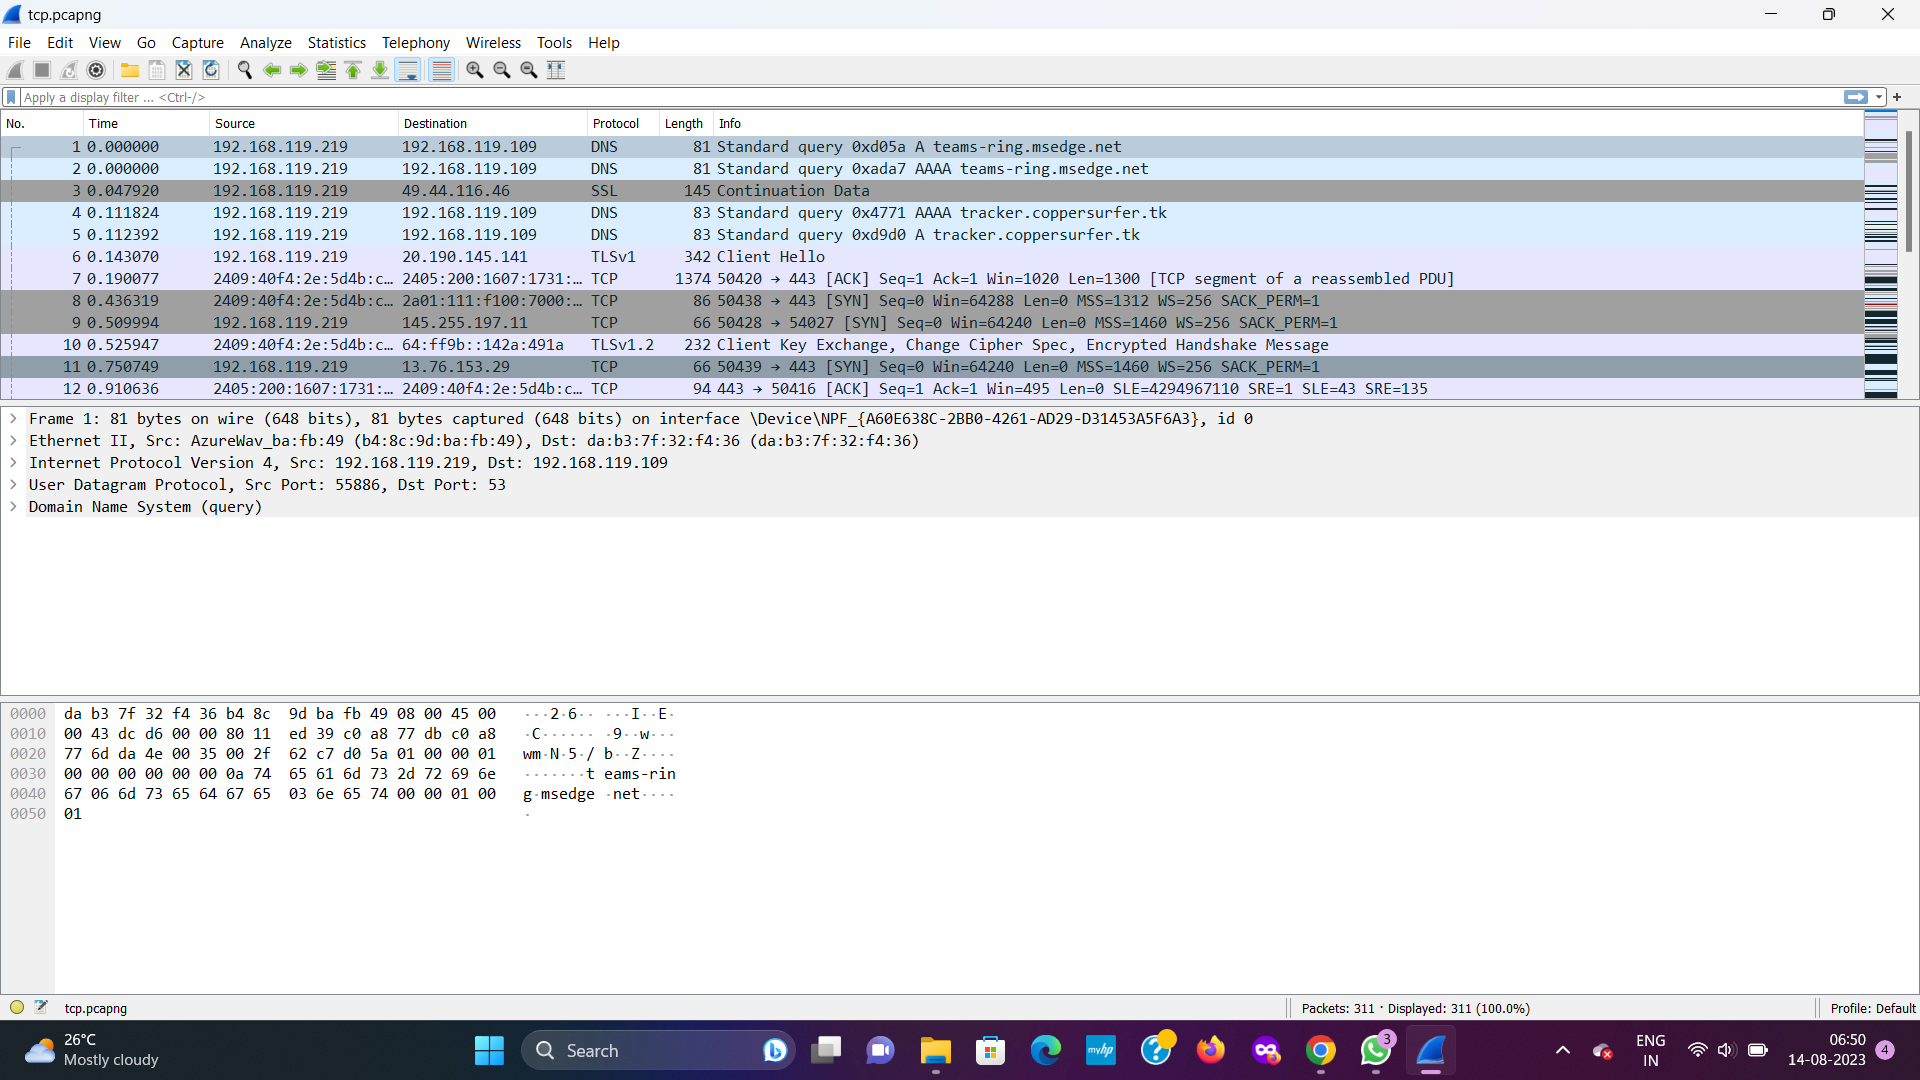 tcp.pcapng
File Edit View Go Capture Analyze Statistics Telephony Wireless Tools Help
Apply a display filter ... <Ctrl-/>
No. Time Source Destination Protocol Length Info
1 0.000000 192.168.119.219 192.168.119.109 DNS 81 Standard query 0xd05a A teams-ring.msedge.net
2 0.000000 192.168.119.219 192.168.119.109 DNS 81 Standard query 0xada7 AAAA teams-ring.msedge.net
3 0.047920 192.168.119.219 49.44.116.46 SSL 145 Continuation Data
4 0.111824 192.168.119.219 192.168.119.109 DNS 83 Standard query 0x4771 AAAA tracker.coppersurfer.tk
5 0.112392 192.168.119.219 192.168.119.109 DNS 83 Standard query 0xd9d0 A tracker.coppersurfer.tk
6 0.143070 192.168.119.219 20.190.145.141 TLSv1 342 Client Hello
7 0.190077 2409:40f4:2e:5d4b:c… 2405:200:1607:1731:… TCP 1374 50420 → 443 [ACK] Seq=1 Ack=1 Win=1020 Len=1300 [TCP segment of a reassembled PDU]
8 0.436319 2409:40f4:2e:5d4b:c… 2a01:111:f100:7000:… TCP 86 50438 → 443 [SYN] Seq=0 Win=64288 Len=0 MSS=1312 WS=256 SACK_PERM=1
9 0.509994 192.168.119.219 145.255.197.11 TCP 66 50428 → 54027 [SYN] Seq=0 Win=64240 Len=0 MSS=1460 WS=256 SACK_PERM=1
10 0.525947 2409:40f4:2e:5d4b:c… 64:ff9b::142a:491a TLSv1.2 232 Client Key Exchange, Change Cipher Spec, Encrypted Handshake Message
11 0.750749 192.168.119.219 13.76.153.29 TCP 66 50439 → 443 [SYN] Seq=0 Win=64240 Len=0 MSS=1460 WS=256 SACK_PERM=1
12 0.910636 2405:200:1607:1731:… 2409:40f4:2e:5d4b:c… TCP 94 443 → 50416 [ACK] Seq=1 Ack=1 Win=495 Len=0 SLE=4294967110 SRE=1 SLE=43 SRE=135
Frame 1: 81 bytes on wire (648 bits), 81 bytes captured (648 bits) on interface \Device\NPF_{A60E638C-2BB0-4261-AD29-D31453A5F6A3}, id 0
Ethernet II, Src: AzureWav_ba:fb:49 (b4:8c:9d:ba:fb:49), Dst: da:b3:7f:32:f4:36 (da:b3:7f:32:f4:36)
Internet Protocol Version 4, Src: 192.168.119.219, Dst: 192.168.119.109
User Datagram Protocol, Src Port: 55886, Dst Port: 53
Domain Name System (query)
0000 da b3 7f 32 f4 36 b4 8c 9d ba fb 49 08 00 45 00 ···2·6·· ···I··E·
0010 00 43 dc d6 00 00 80 11 ed 39 c0 a8 77 db c0 a8 ·C······ ·9··w···
0020 77 6d da 4e 00 35 00 2f 62 c7 d0 5a 01 00 00 01 wm·N·5·/ b··Z····
0030 00 00 00 00 00 00 0a 74 65 61 6d 73 2d 72 69 6e ·······t eams-rin
0040 67 06 6d 73 65 64 67 65 03 6e 65 74 00 00 01 00 g·msedge ·net····
0050 01 ·
tcp.pcapng Packets: 311 · Displayed: 311 (100.0%) Profile: Default
26°C
Mostly cloudy
Search
myhp
3
ENG
IN
06:50
14-08-2023
4